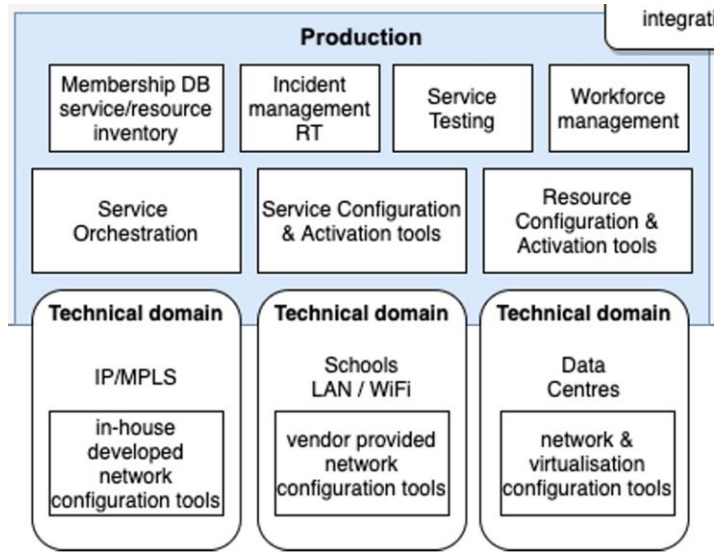 integrati
Production
Membership DB
service/resource
inventory
Incident
management
RT
Service
Testing
Workforce
management
Service
Orchestration
Service Configuration
& Activation tools
Resource
Configuration &
Activation tools
Technical domain
IP/MPLS
in-house
developed
network
configuration tools
Technical domain
Schools
LAN / WiFi
vendor provided
network
configuration tools
Technical domain
Data
Centres
network &
virtualisation
configuration tools